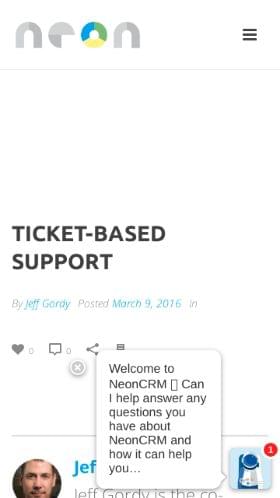 neon
TICKET-BASED
SUPPORT
By Jeff Gordy Posted March 9, 2016 In
0 0
Welcome to
NeonCRM ▯ Can
I help answer any
questions you
have about
NeonCRM and
how it can help
you...
1
Jef
Jeff Gordy is the co-